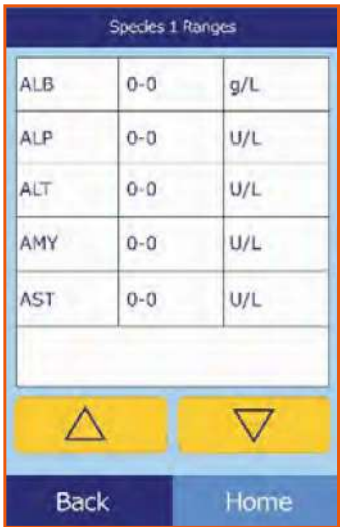 Species 1 Ranges
ALB 0-0 g/L
ALP 0-0 U/L
ALT 0-0 U/L
AMY 0-0 U/L
AST 0-0 U/L
Back Home